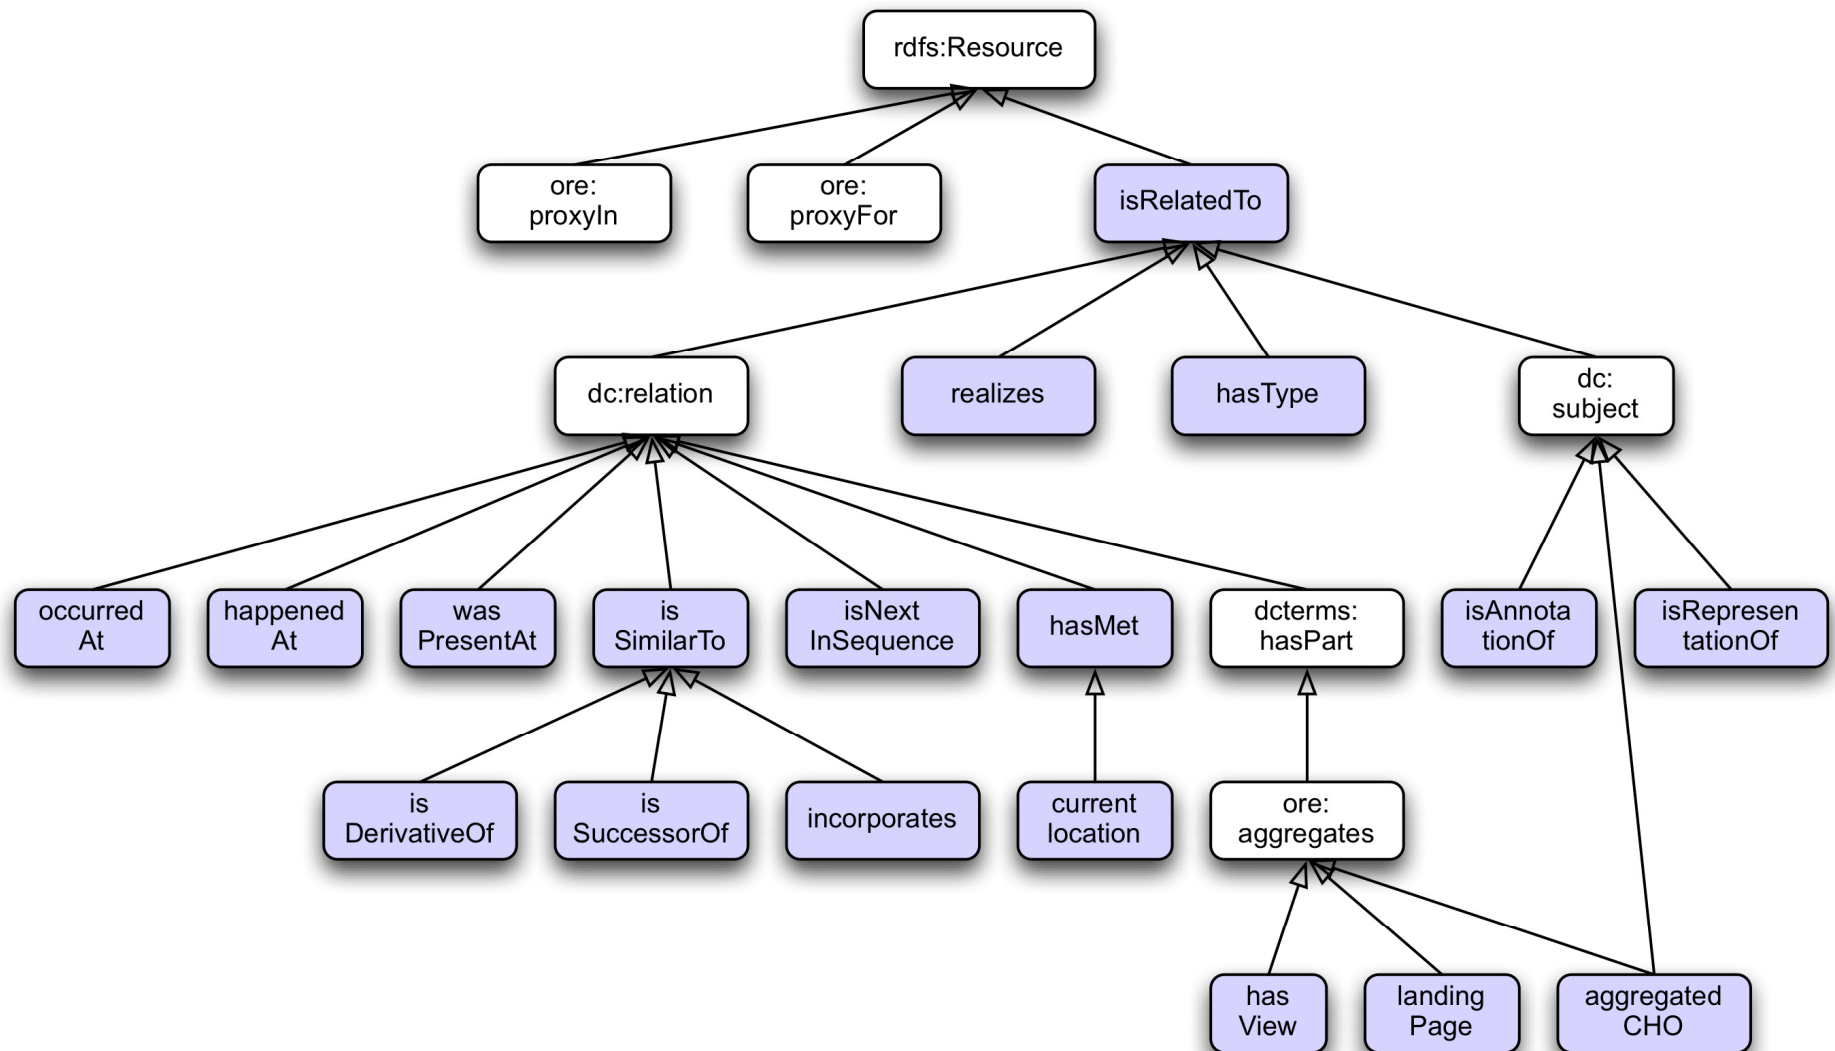 rdfs:Resource
ore:
proxyIn
ore:
proxyFor
isRelatedTo
dc:relation
realizes
hasType
dc:
subject
occurred
At
happened
At
was
PresentAt
is
SimilarTo
isNext
InSequence
hasMet
dcterms:
hasPart
isAnnota
tionOf
isRepresen
tationOf
is
DerivativeOf
is
SuccessorOf
incorporates
current
location
ore:
aggregates
has
View
landing
Page
aggregated
CHO